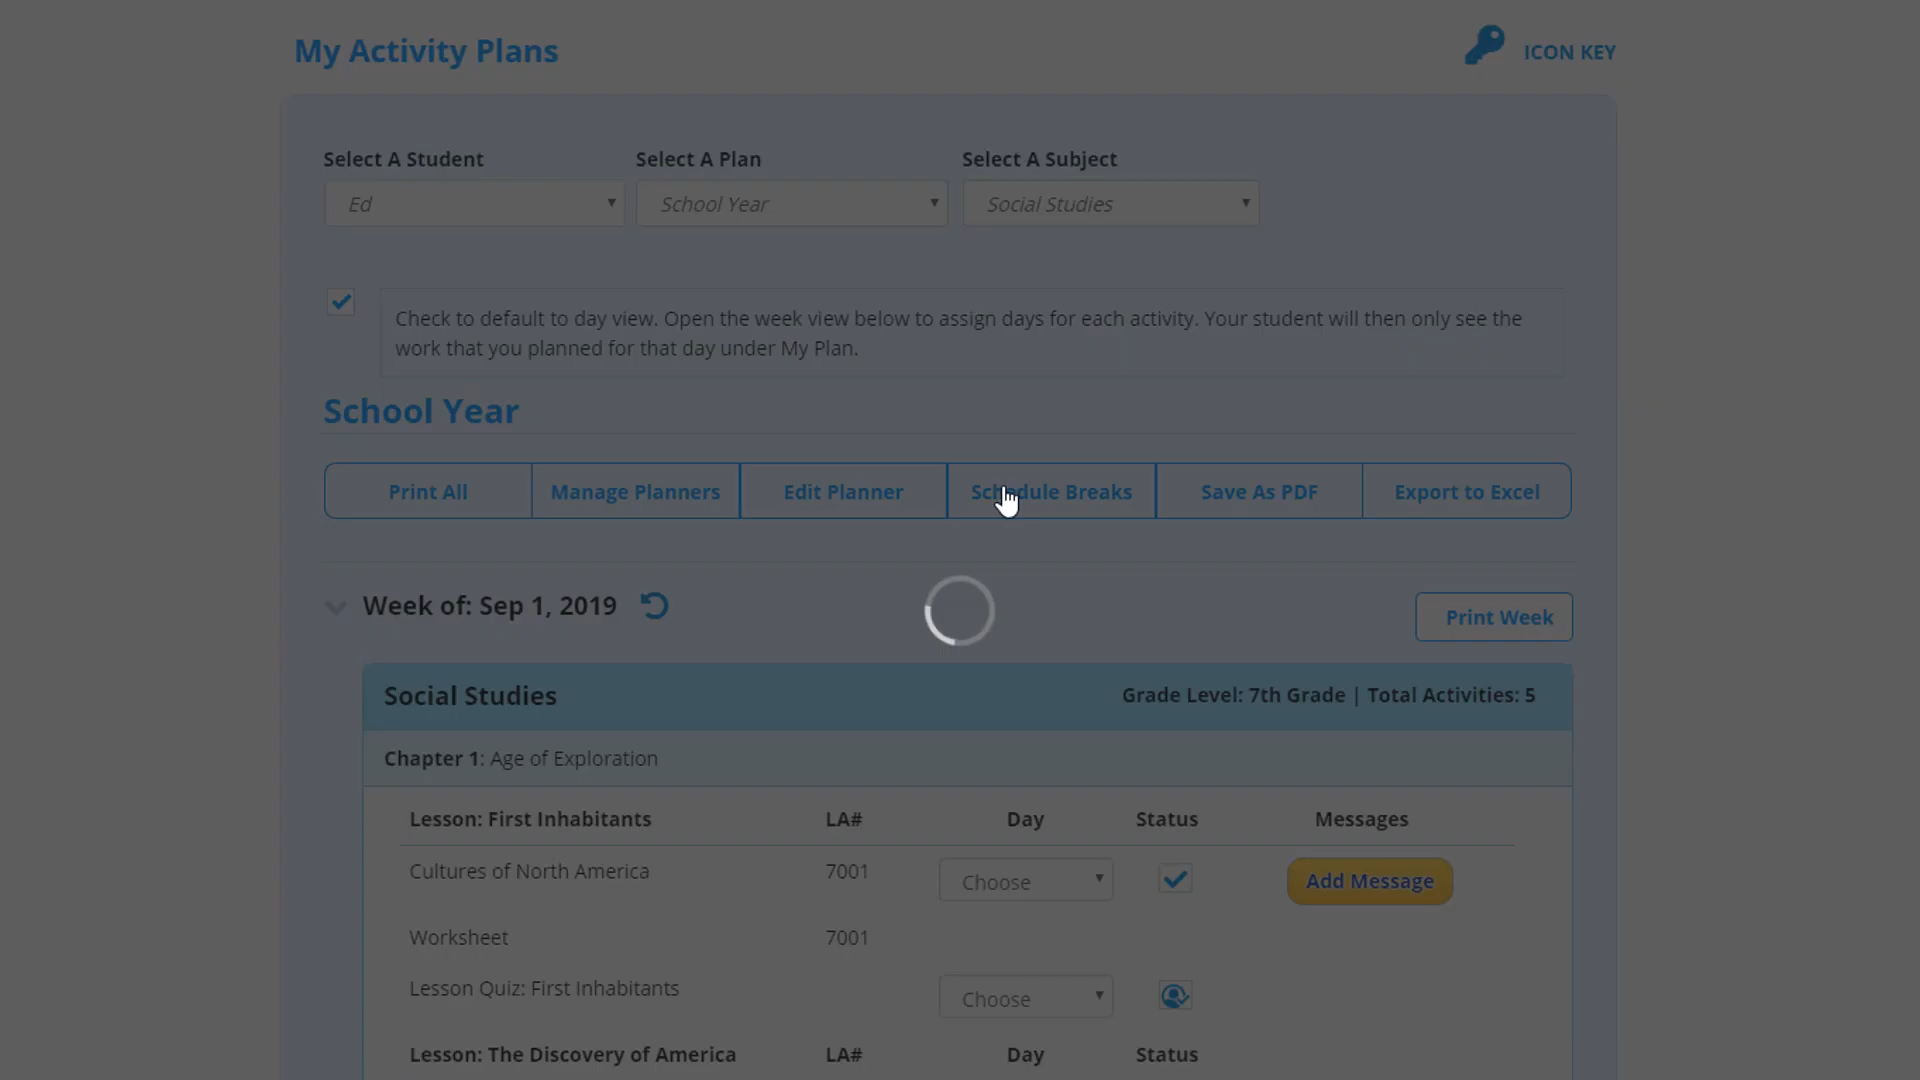 My Activity Plans
ICON KEY
Select A Student
Select A Plan
Select A Subject
Ed
School Year
Social Studies
Check to default to day view. Open the week view below to assign days for each activity. Your student will then only see the
work that you planned for that day under My Plan.
School Year
Print All
Manage Planners
Edit Planner
Schedule Breaks
Save As PDF
Export to Excel
Week of: Sep 1, 2019
Print Week
Social Studies
Grade Level: 7th Grade | Total Activities: 5
Chapter 1: Age of Exploration
Lesson: First Inhabitants LA# Day Status Messages
Cultures of North America 7001 Choose Add Message
Worksheet 7001
Lesson Quiz: First Inhabitants Choose
Lesson: The Discovery of America LA# Day Status